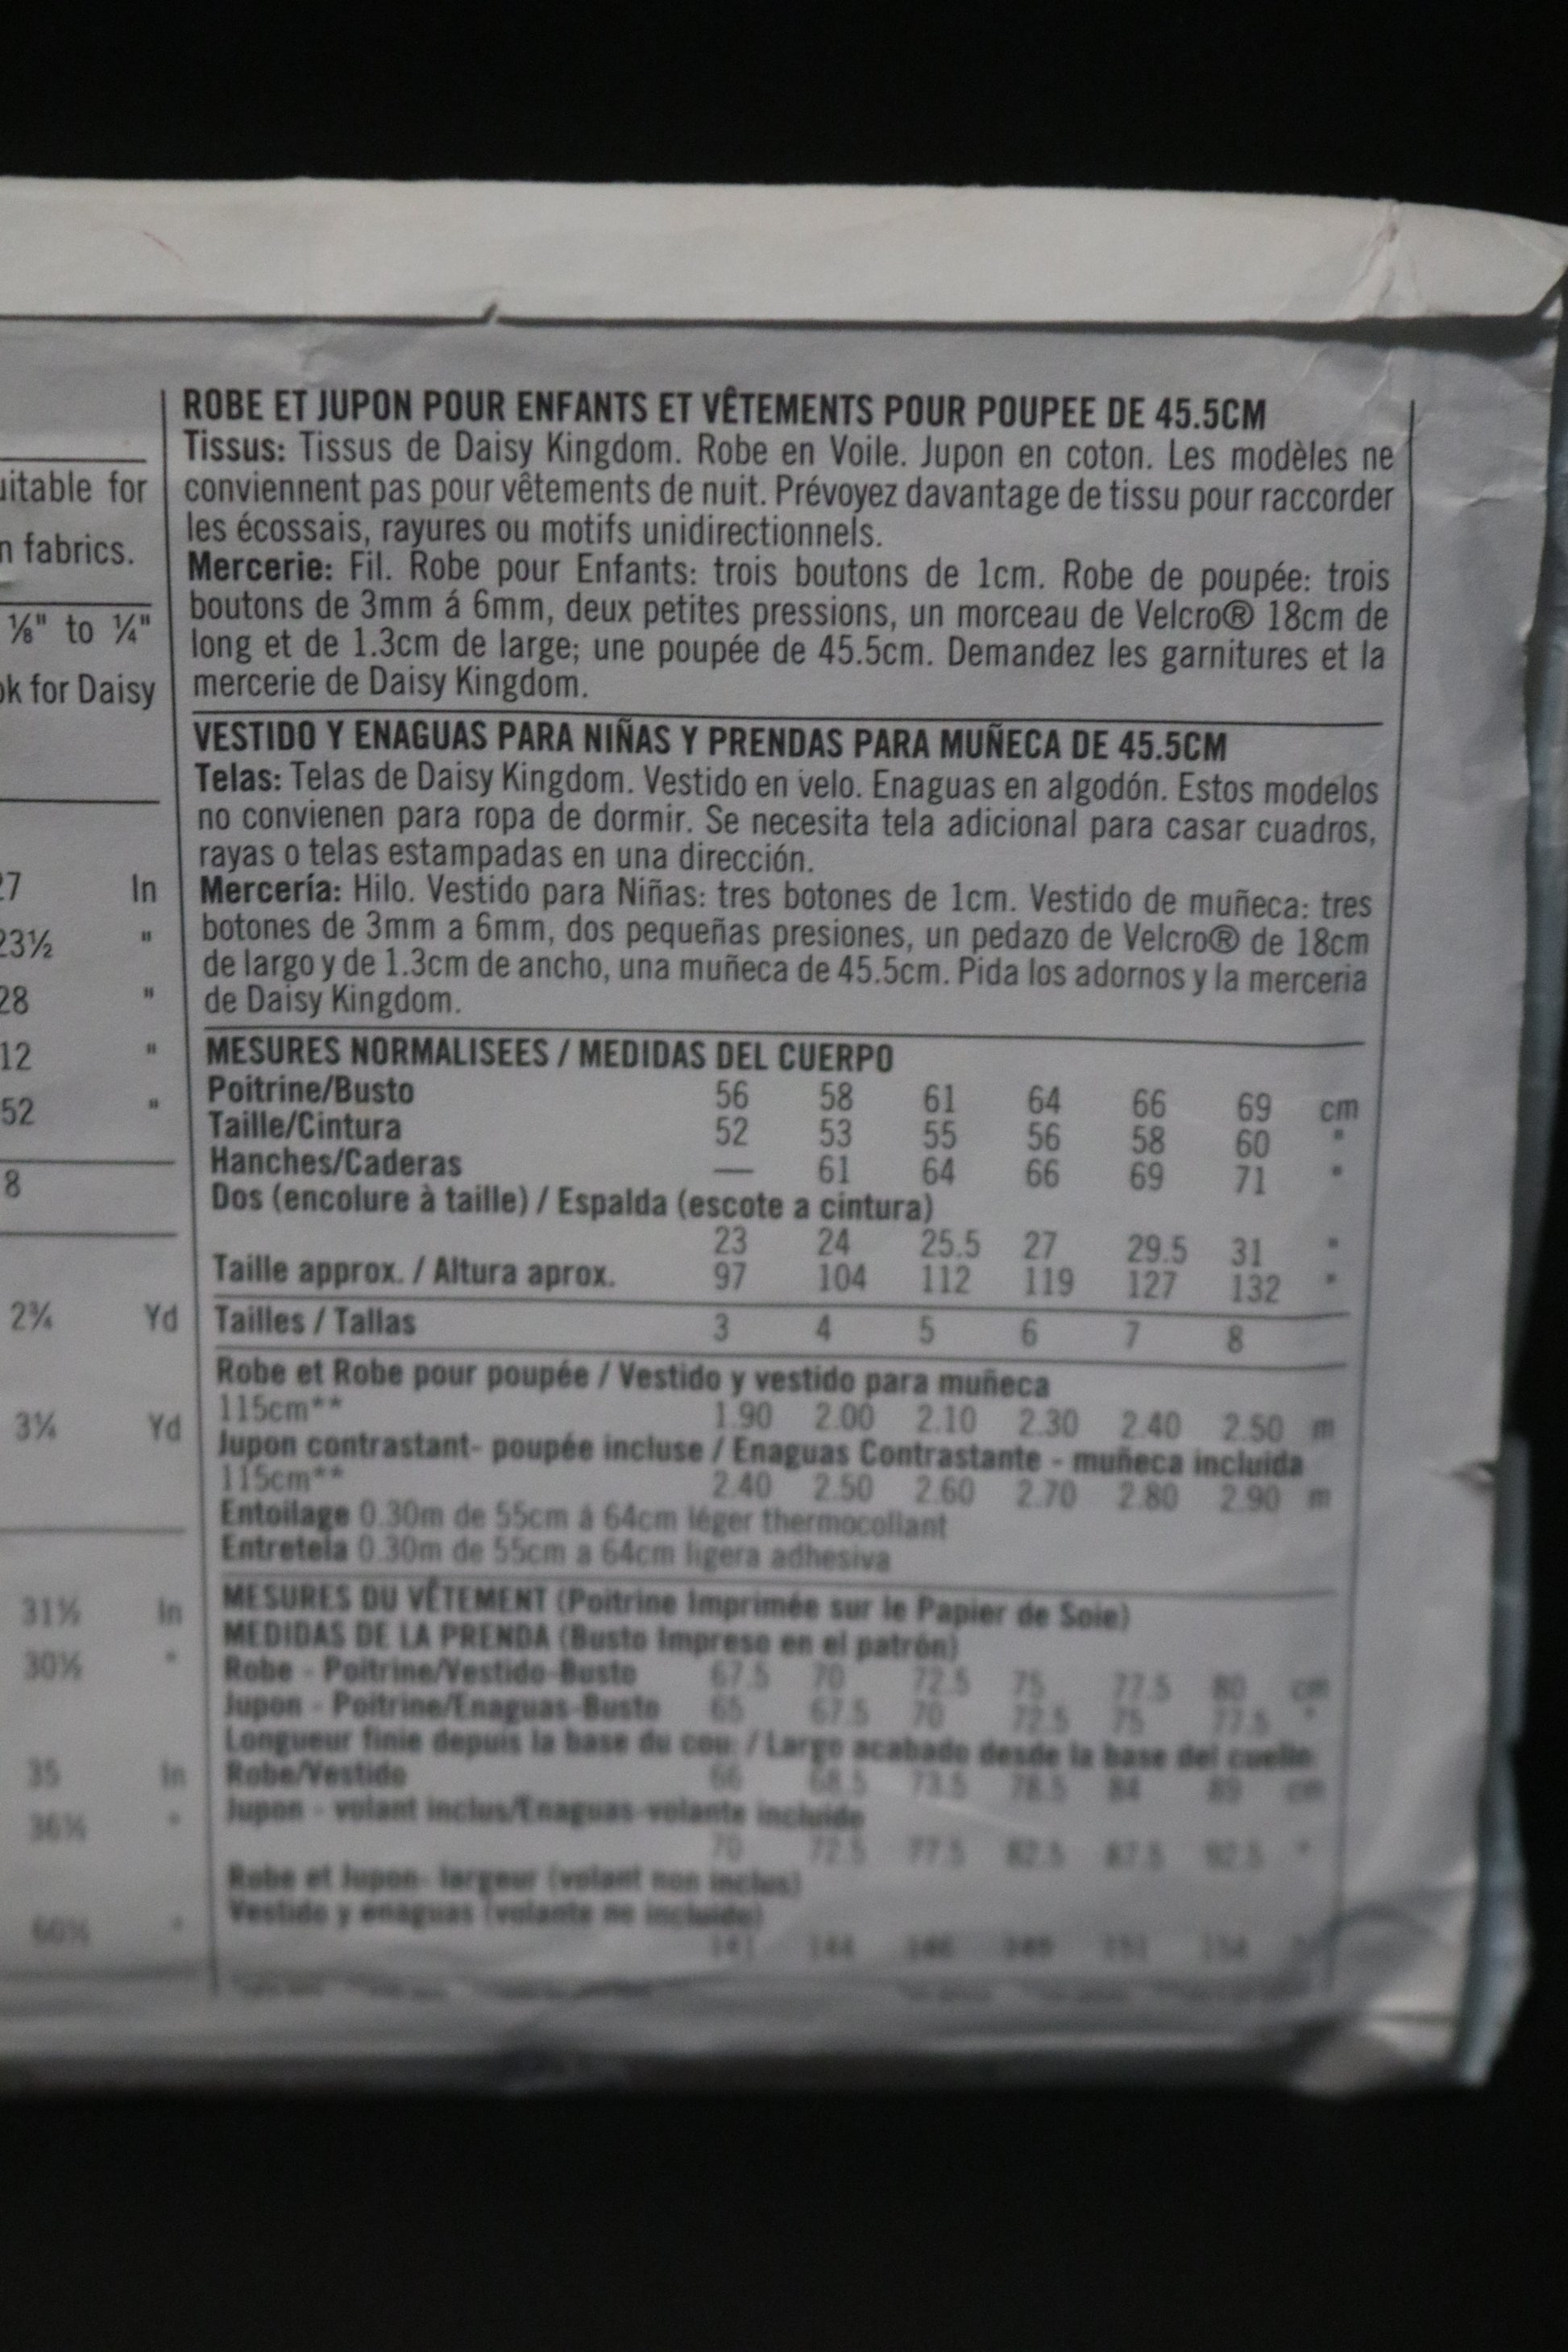 uitable for
n fabrics.
⅛" to ¼"
ok for Daisy
27 In
23½ "
28 "
12 "
52 "
8
2¾ Yd
3¼ Yd
31½ In
30½ "
35 In
36½ "
60½ "
ROBE ET JUPON POUR ENFANTS ET VÊTEMENTS POUR POUPEE DE 45.5CM
Tissus: Tissus de Daisy Kingdom. Robe en Voile. Jupon en coton. Les modèles ne
conviennent pas pour vêtements de nuit. Prévoyez davantage de tissu pour raccorder
les écossais, rayures ou motifs unidirectionnels.
Mercerie: Fil. Robe pour Enfants: trois boutons de 1cm. Robe de poupée: trois
boutons de 3mm á 6mm, deux petites pressions, un morceau de Velcro® 18cm de
long et de 1.3cm de large; une poupée de 45.5cm. Demandez les garnitures et la
mercerie de Daisy Kingdom.
VESTIDO Y ENAGUAS PARA NIÑAS Y PRENDAS PARA MUÑECA DE 45.5CM
Telas: Telas de Daisy Kingdom. Vestido en velo. Enaguas en algodón. Estos modelos
no convienen para ropa de dormir. Se necesita tela adicional para casar cuadros,
rayas o telas estampadas en una dirección.
Mercería: Hilo. Vestido para Niñas: tres botones de 1cm. Vestido de muñeca: tres
botones de 3mm a 6mm, dos pequeñas presiones, un pedazo de Velcro® de 18cm
de largo y de 1.3cm de ancho, una muñeca de 45.5cm. Pida los adornos y la merceria
de Daisy Kingdom.
MESURES NORMALISEES / MEDIDAS DEL CUERPO
Poitrine/Busto 56 58 61 64 66 69 cm
Taille/Cintura 52 53 55 56 58 60 "
Hanches/Caderas — 61 64 66 69 71 "
Dos (encolure à taille) / Espalda (escote a cintura)
23 24 25.5 27 29.5 31 "
Taille approx. / Altura aprox. 97 104 112 119 127 132 "
Tailles / Tallas 3 4 5 6 7 8
Robe et Robe pour poupée / Vestido y vestido para muñeca
115cm** 1.90 2.00 2.10 2.30 2.40 2.50 m
Jupon contrastant- poupée incluse / Enaguas Contrastante - muñeca incluida
115cm** 2.40 2.50 2.60 2.70 2.80 2.90 m
Entoilage 0.30m de 55cm á 64cm léger thermocollant
Entretela 0.30m de 55cm a 64cm ligera adhesiva
MESURES DU VÊTEMENT (Poitrine Imprimée sur le Papier de Soie)
MEDIDAS DE LA PRENDA (Busto Impreso en el patrón)
Robe - Poitrine/Vestido-Busto 67.5 70 72.5 75 77.5 80 cm
Jupon - Poitrine/Enaguas-Busto 65 67.5 70 72.5 75 77.5 "
Longueur finie depuis la base du cou: / Largo acabado desde la base del cuello:
Robe/Vestido 66 68.5 73.5 78.5 84 89 cm
Jupon - volant inclus/Enaguas-volante incluido
70 72.5 77.5 82.5 87.5 92.5 "
Robe et Jupon- largeur (volant non inclus)
Vestido y enaguas (volante no incluido)
141 144 146 149 151 154